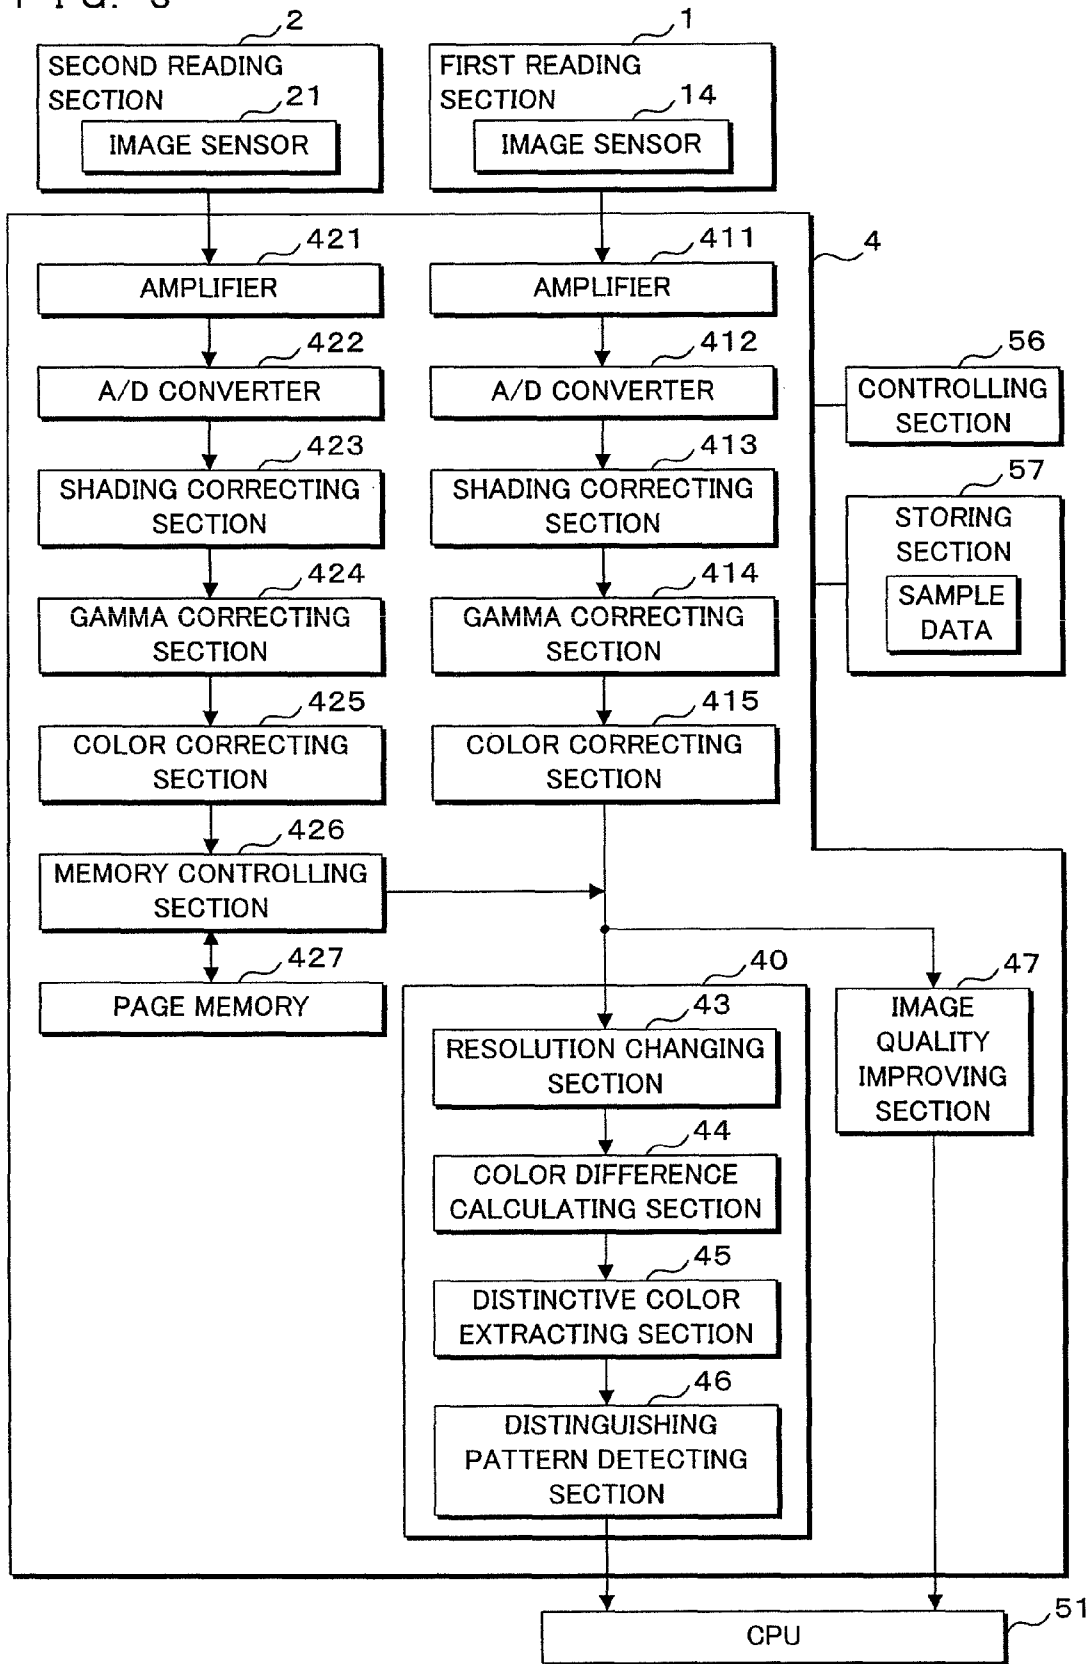 F I G.
2
SECOND READING
SECTION
21
IMAGE SENSOR
1
FIRST READING
SECTION
14
IMAGE SENSOR
4
421
AMPLIFIER
411
AMPLIFIER
422
A/D CONVERTER
412
A/D CONVERTER
56
CONTROLLING
SECTION
423
SHADING CORRECTING
SECTION
413
SHADING CORRECTING
SECTION
57
STORING
SECTION
SAMPLE
DATA
424
GAMMA CORRECTING
SECTION
414
GAMMA CORRECTING
SECTION
425
COLOR CORRECTING
SECTION
415
COLOR CORRECTING
SECTION
426
MEMORY CONTROLLING
SECTION
427
PAGE MEMORY
40
43
RESOLUTION CHANGING
SECTION
47
IMAGE
QUALITY
IMPROVING
SECTION
44
COLOR DIFFERENCE
CALCULATING SECTION
45
DISTINCTIVE COLOR
EXTRACTING SECTION
46
DISTINGUISHING
PATTERN DETECTING
SECTION
51
CPU